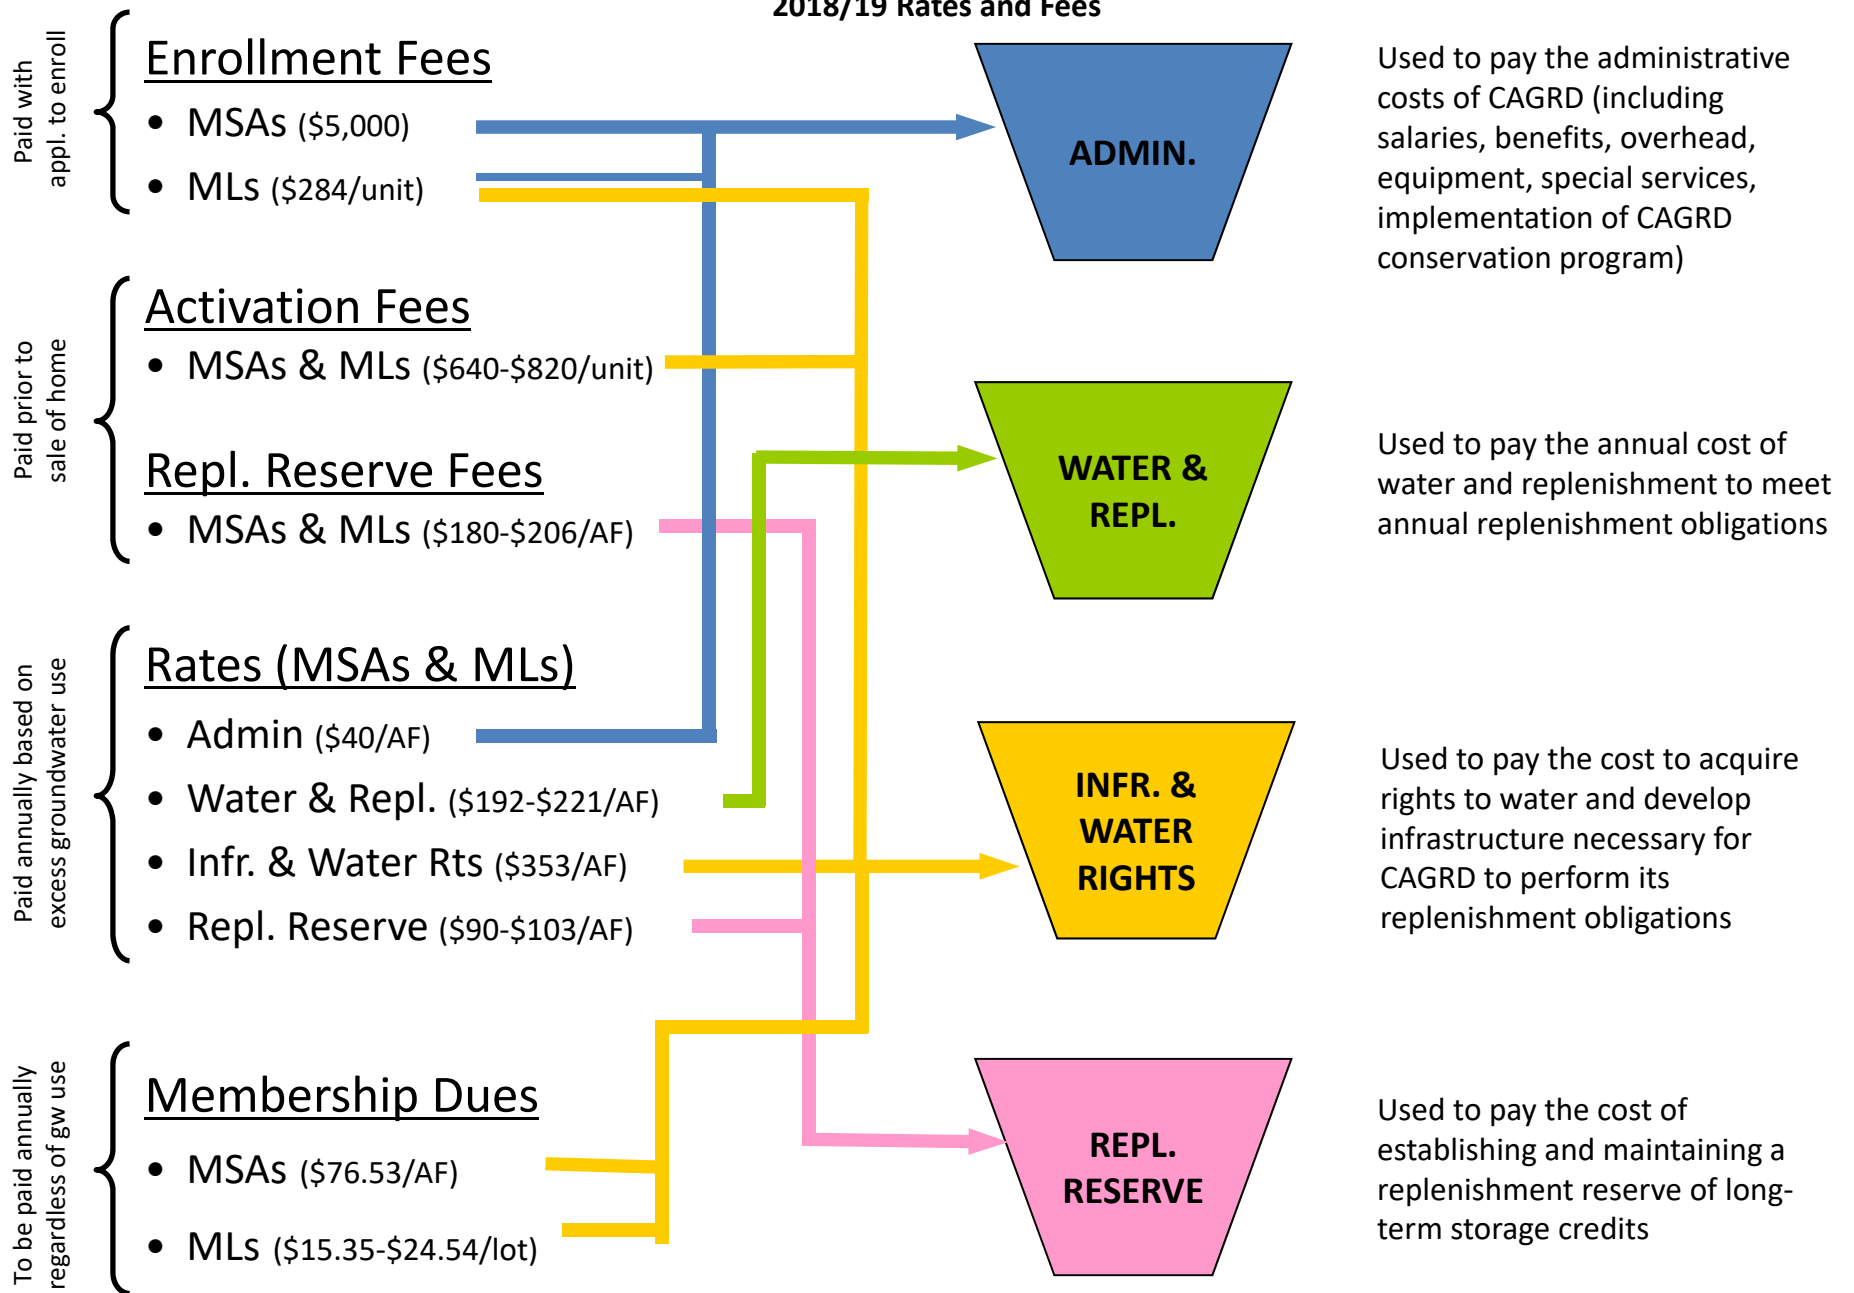 2018/19 Rates and Fees
Paid with
appl. to enroll
Enrollment Fees
• MSAs ($5,000)
• MLs ($284/unit)
Paid prior to
sale of home
Activation Fees
• MSAs & MLs ($640-$820/unit)
Repl. Reserve Fees
• MSAs & MLs ($180-$206/AF)
Paid annually based on
excess groundwater use
Rates (MSAs & MLs)
• Admin ($40/AF)
• Water & Repl. ($192-$221/AF)
• Infr. & Water Rts ($353/AF)
• Repl. Reserve ($90-$103/AF)
To be paid annually
regardless of gw use
Membership Dues
• MSAs ($76.53/AF)
• MLs ($15.35-$24.54/lot)
ADMIN.
Used to pay the administrative
costs of CAGRD (including
salaries, benefits, overhead,
equipment, special services,
implementation of CAGRD
conservation program)
WATER &
REPL.
Used to pay the annual cost of
water and replenishment to meet
annual replenishment obligations
INFR. &
WATER
RIGHTS
Used to pay the cost to acquire
rights to water and develop
infrastructure necessary for
CAGRD to perform its
replenishment obligations
REPL.
RESERVE
Used to pay the cost of
establishing and maintaining a
replenishment reserve of long-
term storage credits